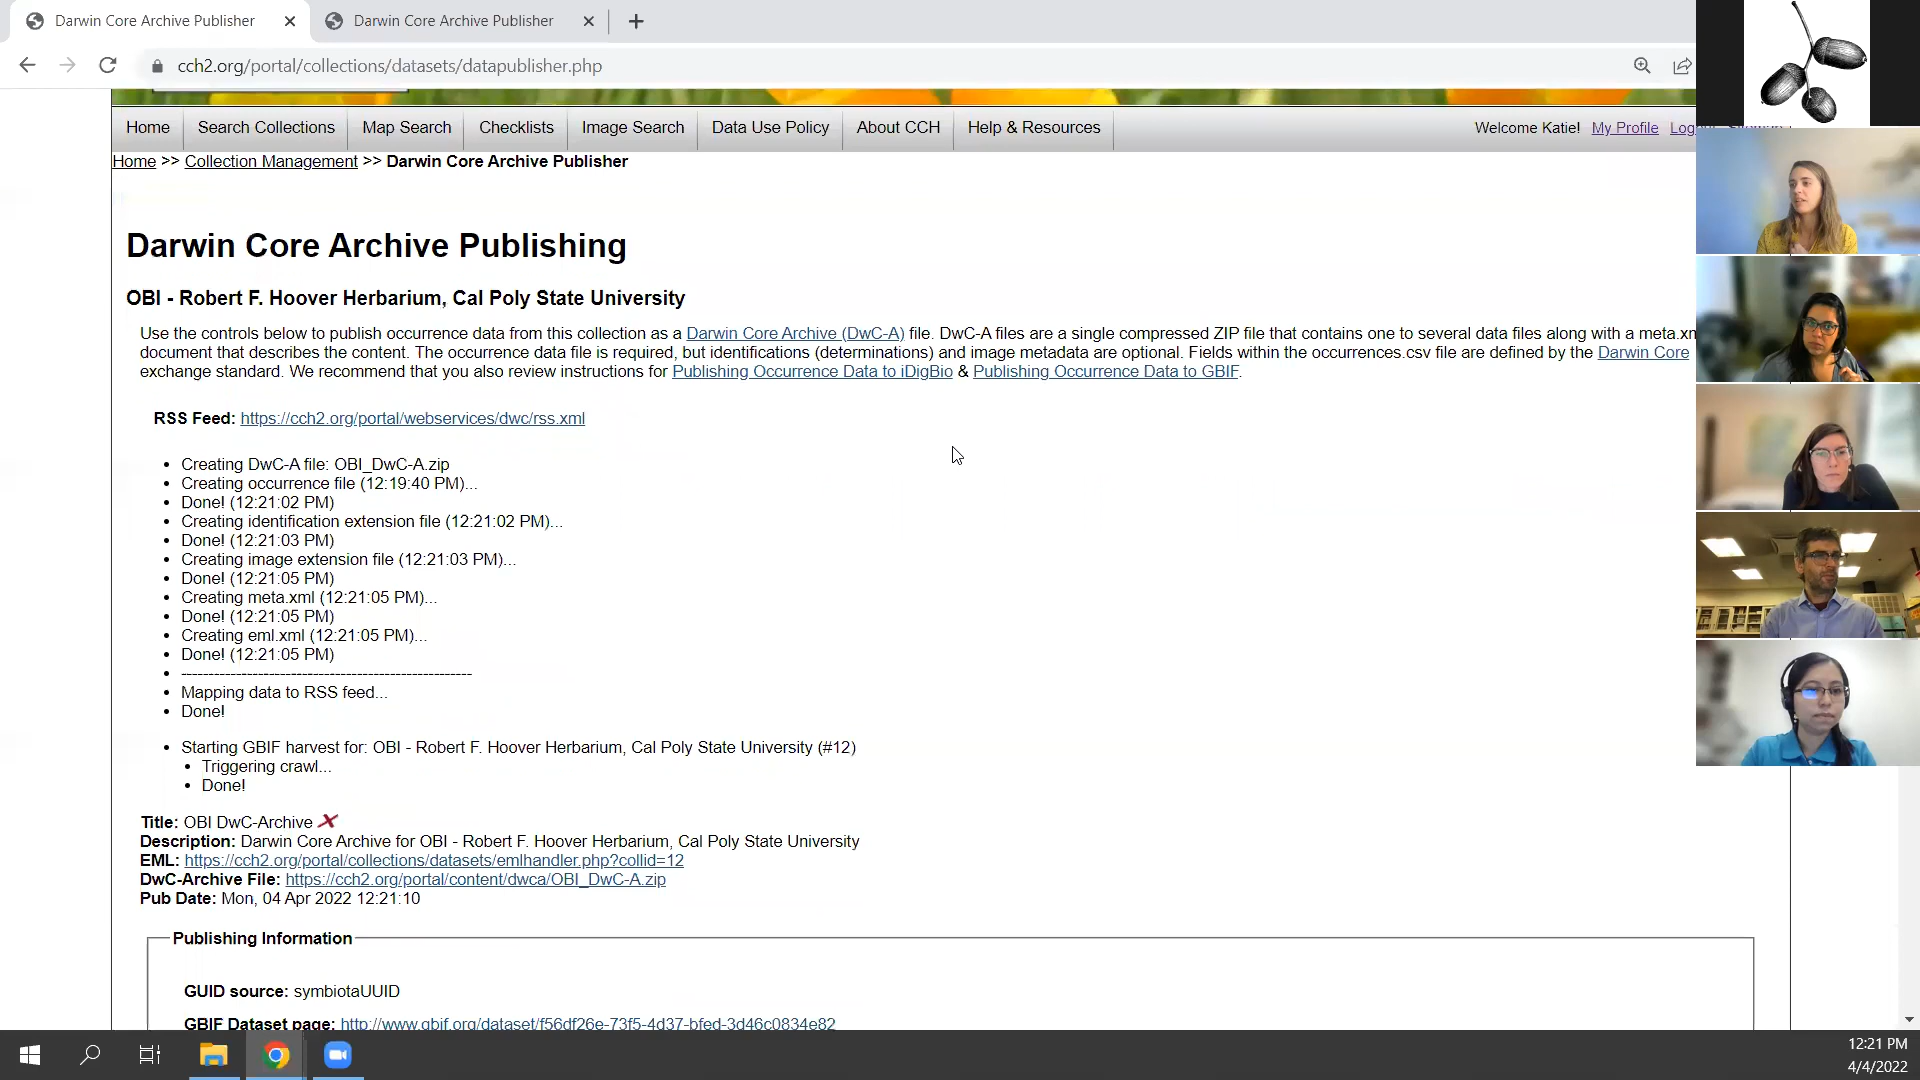 Darwin Core Archive Publisher
Darwin Core Archive Publisher
cch2.org/portal/collections/datasets/datapublisher.php
Home Search Collections Map Search Checklists Image Search Data Use Policy About CCH Help & Resources Welcome Katie! My Profile
Home >> Collection Management >> Darwin Core Archive Publisher
Darwin Core Archive Publishing
OBI - Robert F. Hoover Herbarium, Cal Poly State University
Use the controls below to publish occurrence data from this collection as a Darwin Core Archive (DwC-A) file. DwC-A files are a single compressed ZIP file that contains one to several data files along with a
document that describes the content. The occurrence data file is required, but identifications (determinations) and image metadata are optional. Fields within the occurrences.csv file are defined by the Darwin Core
exchange standard. We recommend that you also review instructions for Publishing Occurrence Data to iDigBio & Publishing Occurrence Data to GBIF.
RSS Feed: https://cch2.org/portal/webservices/dwc/rss.xml
Creating DwC-A file: OBI_DwC-A.zip
Creating occurrence file (12:19:40 PM)...
Done! (12:21:02 PM)
Creating identification extension file (12:21:02 PM)...
Done! (12:21:03 PM)
Creating image extension file (12:21:03 PM)...
Done! (12:21:05 PM)
Creating meta.xml (12:21:05 PM)...
Done! (12:21:05 PM)
Creating eml.xml (12:21:05 PM)...
Done! (12:21:05 PM)
-----------------------------------------------------
Mapping data to RSS feed...
Done!
Starting GBIF harvest for: OBI - Robert F. Hoover Herbarium, Cal Poly State University (#12)
Triggering crawl...
Done!
Title: OBI DwC-Archive
Description: Darwin Core Archive for OBI - Robert F. Hoover Herbarium, Cal Poly State University
EML: https://cch2.org/portal/collections/datasets/emlhandler.php?collid=12
DwC-Archive File: https://cch2.org/portal/content/dwca/OBI_DwC-A.zip
Pub Date: Mon, 04 Apr 2022 12:21:10
Publishing Information
GUID source: symbiotaUUID
GBIF Dataset page: http://www.gbif.org/dataset/f56df26e-73f5-4d37-bfed-3d46c0834e82
12:21 PM
4/4/2022